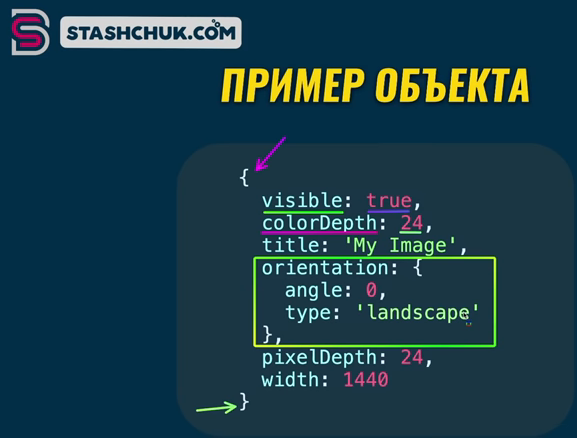 STASHCHUK.COM
ПРИМЕР ОБЪЕКТА
{
visible: true,
colorDepth: 24,
title: 'My Image',
orientation: {
angle: 0,
type: 'landscape'
},
pixelDepth: 24,
width: 1440
}